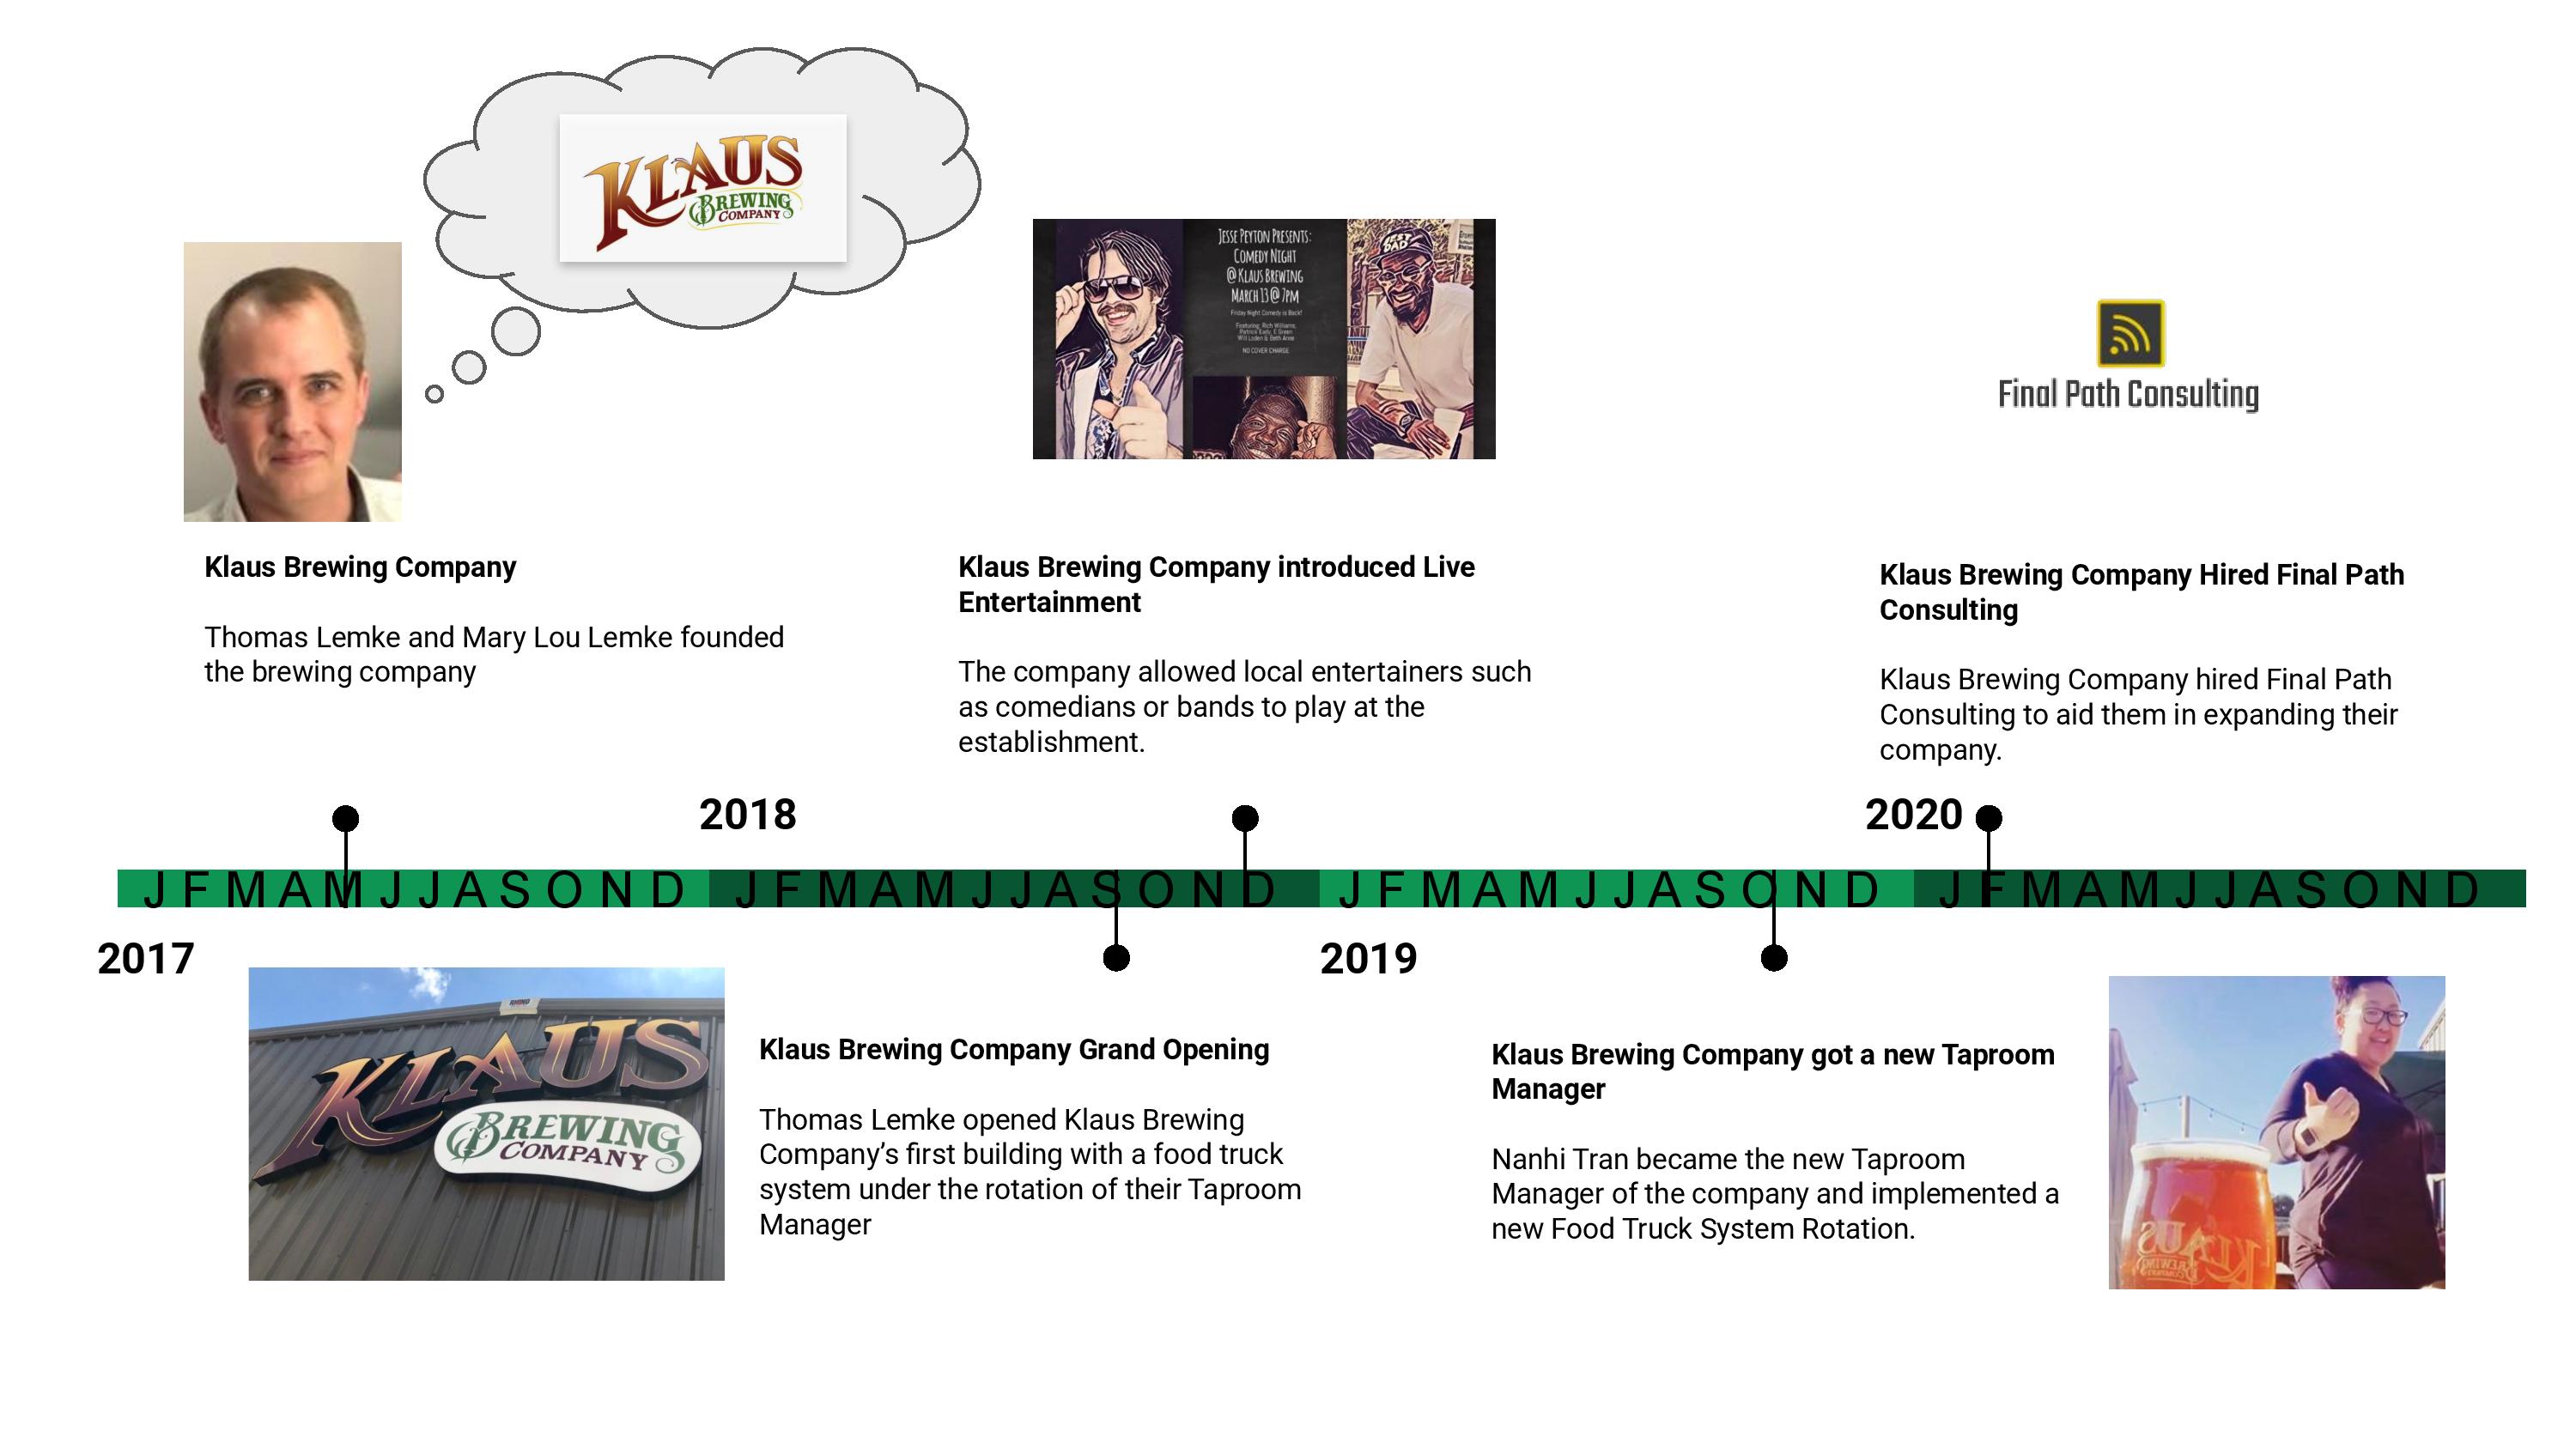 KLAUS
BREWING
COMPANY
JESSE PEYTON PRESENTS:
COMEDY NIGHT
@ KLAUS BREWING
MARCH 13 @ 7PM
Friday Night Comedy is Back!
NO COVER CHARGE
BEST
DAD
Final Path Consulting
Klaus Brewing Company
Thomas Lemke and Mary Lou Lemke founded
the brewing company
Klaus Brewing Company introduced Live
Entertainment
The company allowed local entertainers such
as comedians or bands to play at the
establishment.
Klaus Brewing Company Hired Final Path
Consulting
Klaus Brewing Company hired Final Path
Consulting to aid them in expanding their
company.
2018
2020
J F M A M J J A S O N D J F M A M J J A S O N D J F M A M J J A S O N D J F M A M J J A S O N D
2017
2019
KLAUS
BREWING
COMPANY
Klaus Brewing Company Grand Opening
Thomas Lemke opened Klaus Brewing
Company’s first building with a food truck
system under the rotation of their Taproom
Manager
Klaus Brewing Company got a new Taproom
Manager
Nanhi Tran became the new Taproom
Manager of the company and implemented a
new Food Truck System Rotation.
KLAUS
BREWING